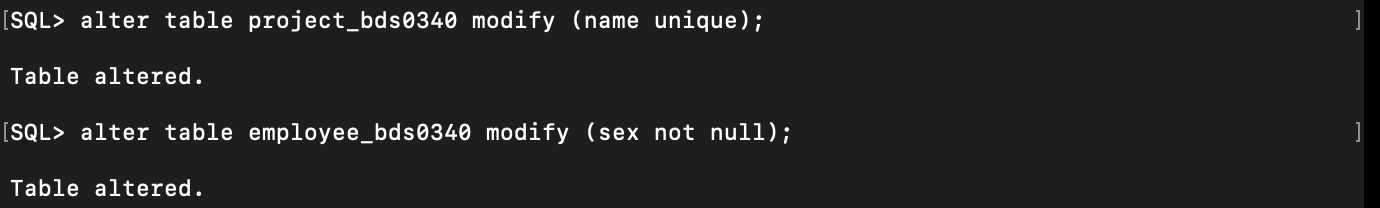 [SQL> alter table project_bds0340 modify (name unique); ]
Table altered.
[SQL> alter table employee_bds0340 modify (sex not null); ]
Table altered.